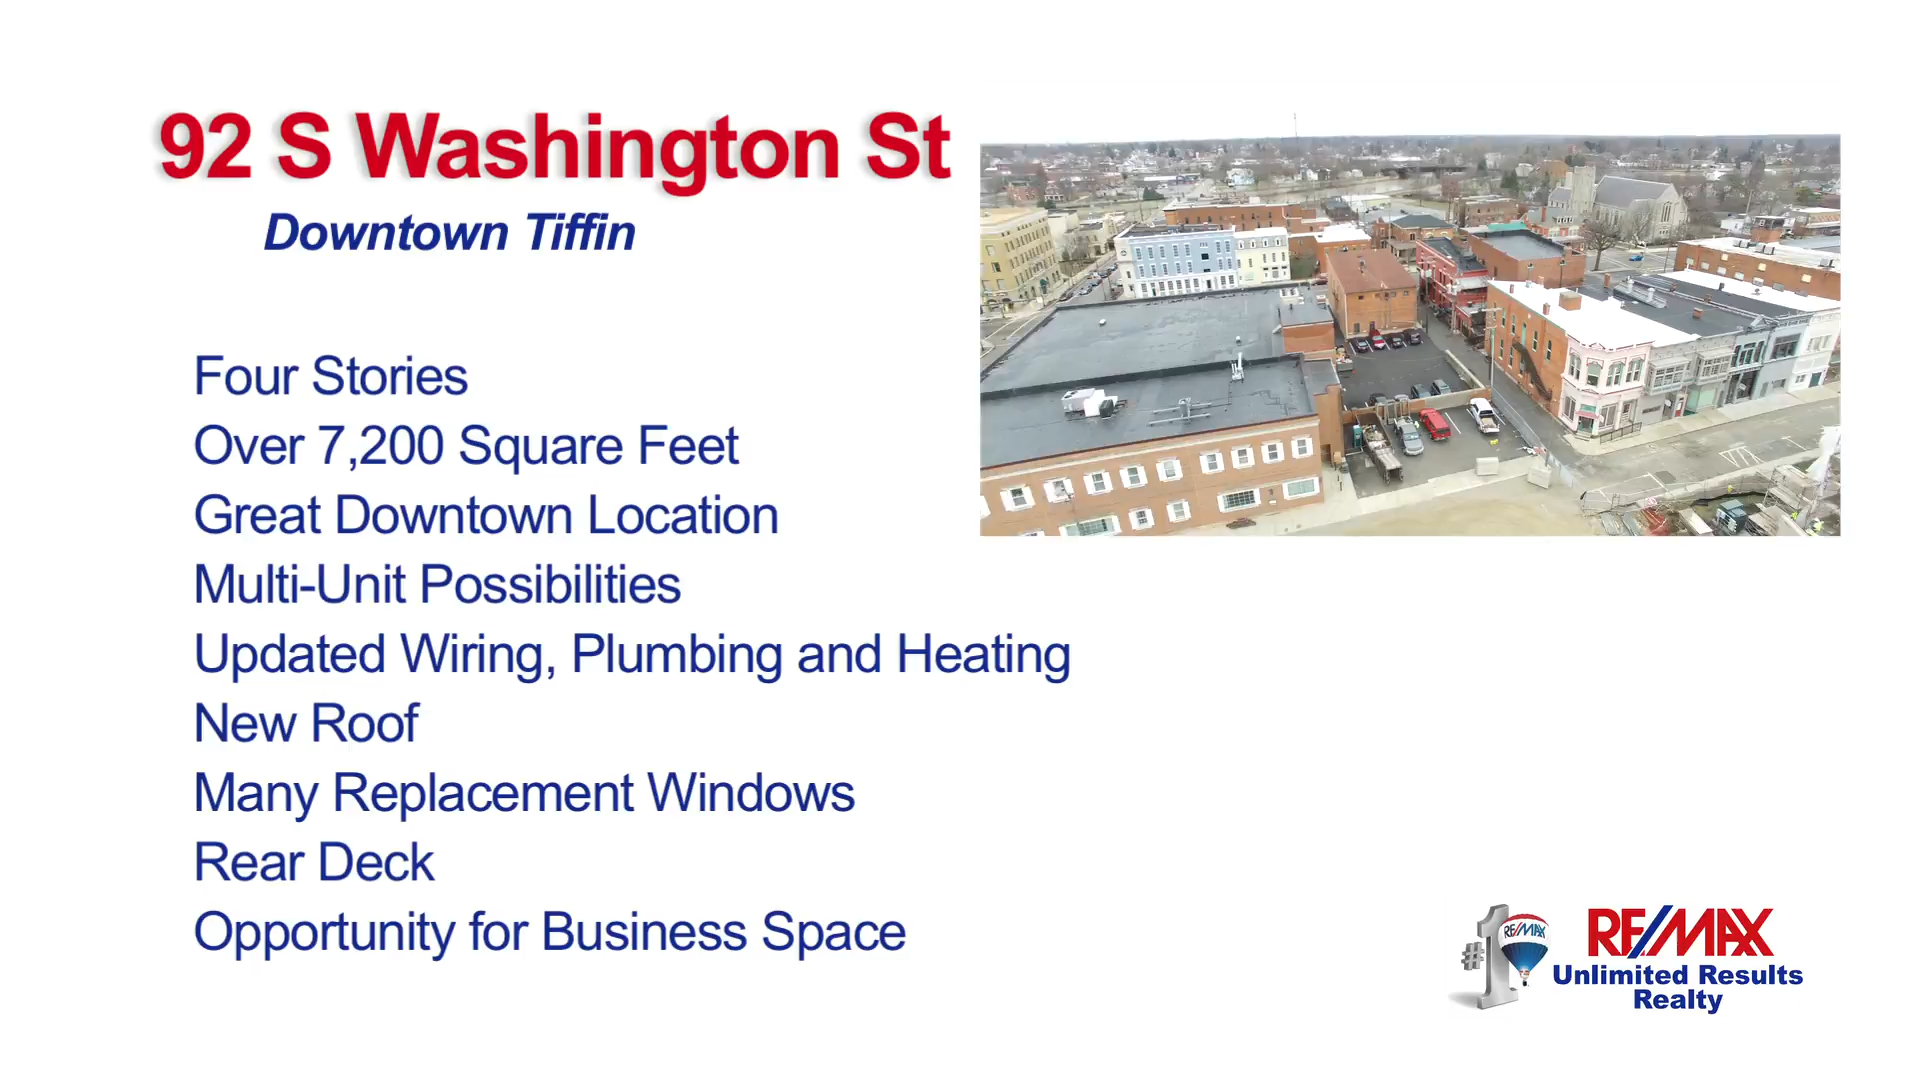 92 S Washington St
Downtown Tiffin
Four Stories
Over 7,200 Square Feet
Great Downtown Location
Multi-Unit Possibilities
Updated Wiring, Plumbing and Heating
New Roof
Many Replacement Windows
Rear Deck
Opportunity for Business Space
#1
RE/MAX
RE/MAX
Unlimited Results
Realty